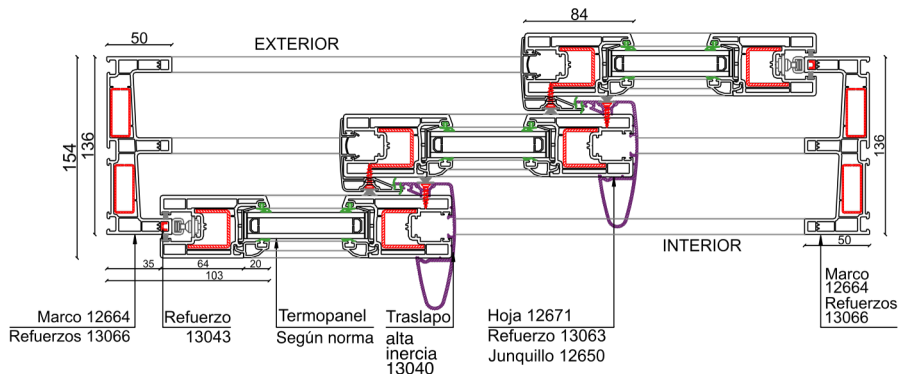 84
50
EXTERIOR
154
136
136
INTERIOR
50
35
64
20
103
Marco 12664
Refuerzos 13066
Refuerzo
13043
Termopanel
Según norma
Traslapo
alta
inercia
13040
Hoja 12671
Refuerzo 13063
Junquillo 12650
Marco
12664
Refuerzos
13066